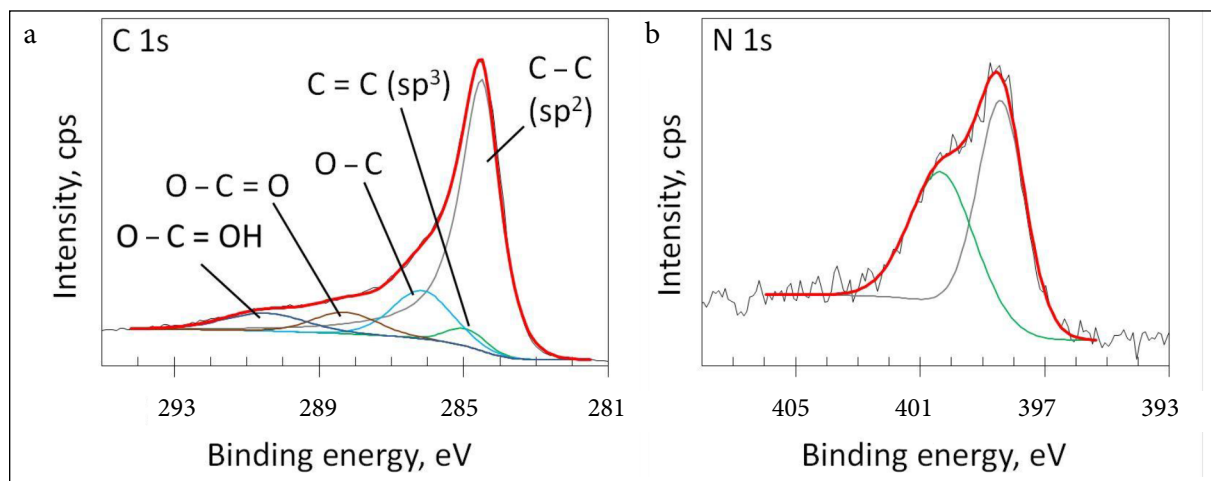 a
C 1s
C = C (sp³)
C – C
(sp²)
O – C
O – C = O
O – C = OH
Intensity, cps
293 289 285 281
Binding energy, eV
b
N 1s
Intensity, cps
405 401 397 393
Binding energy, eV